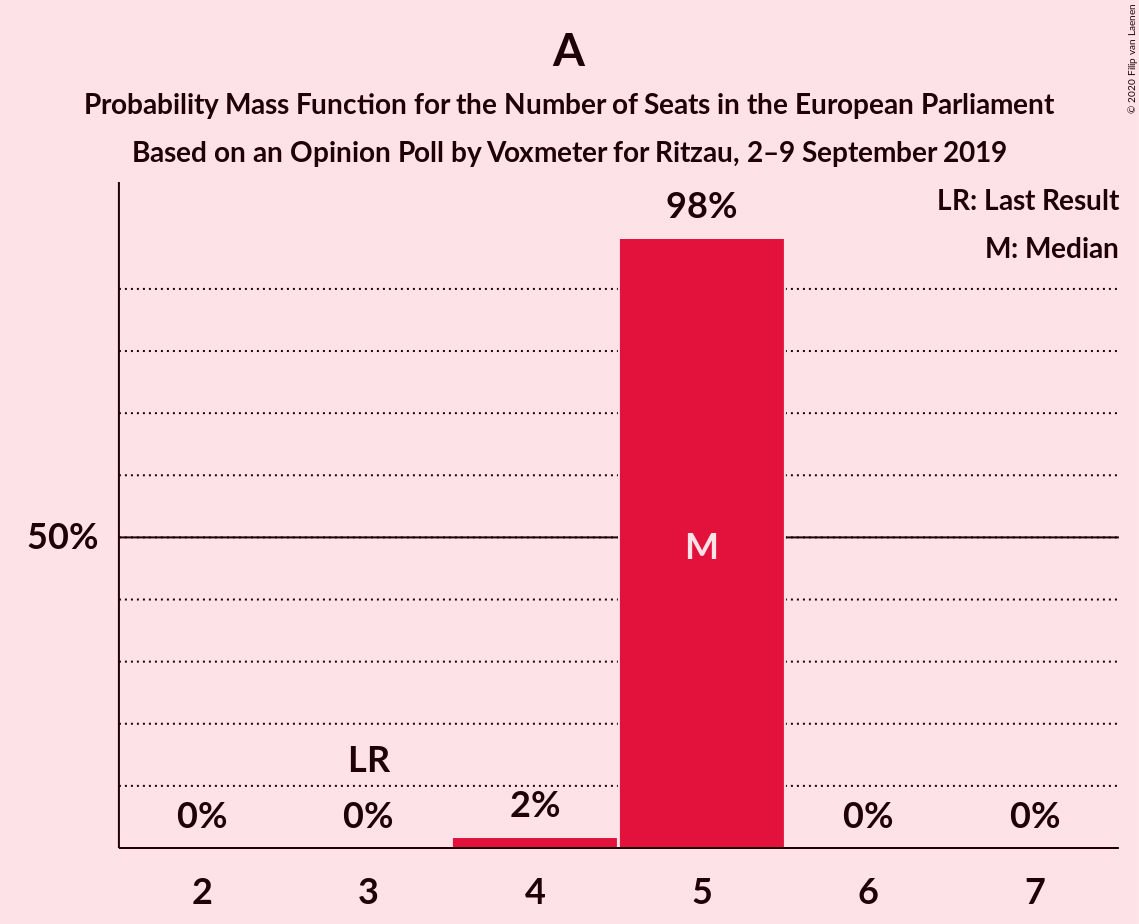 A
Probability Mass Function for the Number of Seats in the European Parliament
Based on an Opinion Poll by Voxmeter for Ritzau, 2–9 September 2019
© 2020 Filip van Laenen
LR: Last Result
M: Median
98%
50%
M
LR
0%
0%
2%
0%
0%
2
3
4
5
6
7